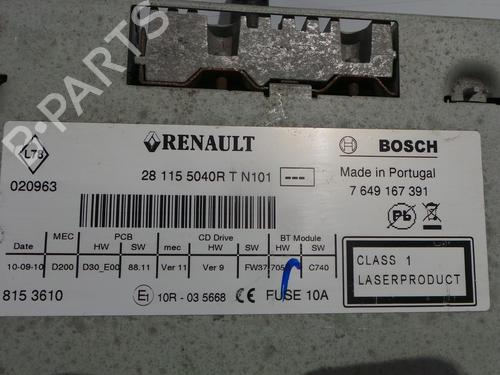 B-PARTS
RENAULT
BOSCH
L78
020963
28 115 5040R T N101
Made in Portugal
7 649 167 391
Pb
MEC PCB CD Drive BT Module
Date HW SW mec HW SW HW SW
10-09-10 D200 D30_E00 88.11 Ver 11 Ver 9 FW37 C740
815 3610
E1 10R - 03 5668 CE FUSE 10A
CLASS 1
LASERPRODUCT